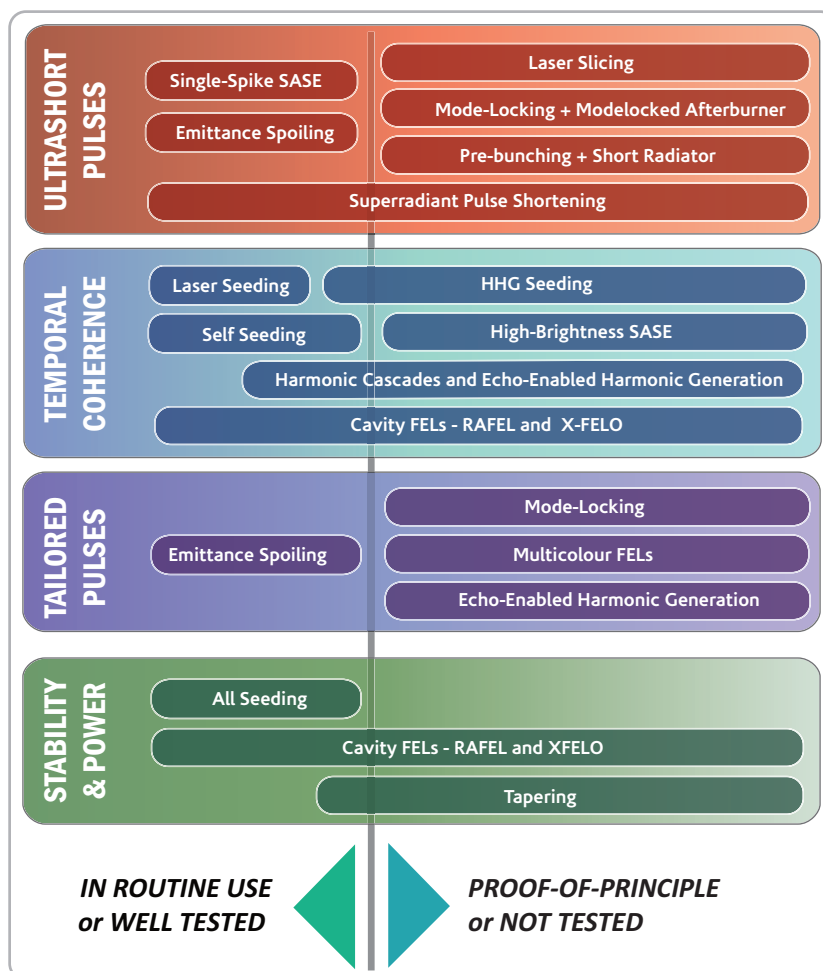 ULTRASHORT
PULSES
Single-Spike SASE
Emittance Spoiling
Laser Slicing
Mode-Locking + Modelocked Afterburner
Pre-bunching + Short Radiator
Superradiant Pulse Shortening
TEMPORAL
COHERENCE
Laser Seeding
HHG Seeding
Self Seeding
High-Brightness SASE
Harmonic Cascades and Echo-Enabled Harmonic Generation
Cavity FELs - RAFEL and X-FELO
TAILORED
PULSES
Emittance Spoiling
Mode-Locking
Multicolour FELs
Echo-Enabled Harmonic Generation
STABILITY
& POWER
All Seeding
Cavity FELs - RAFEL and XFELO
Tapering
IN ROUTINE USE
or WELL TESTED
PROOF-OF-PRINCIPLE
or NOT TESTED